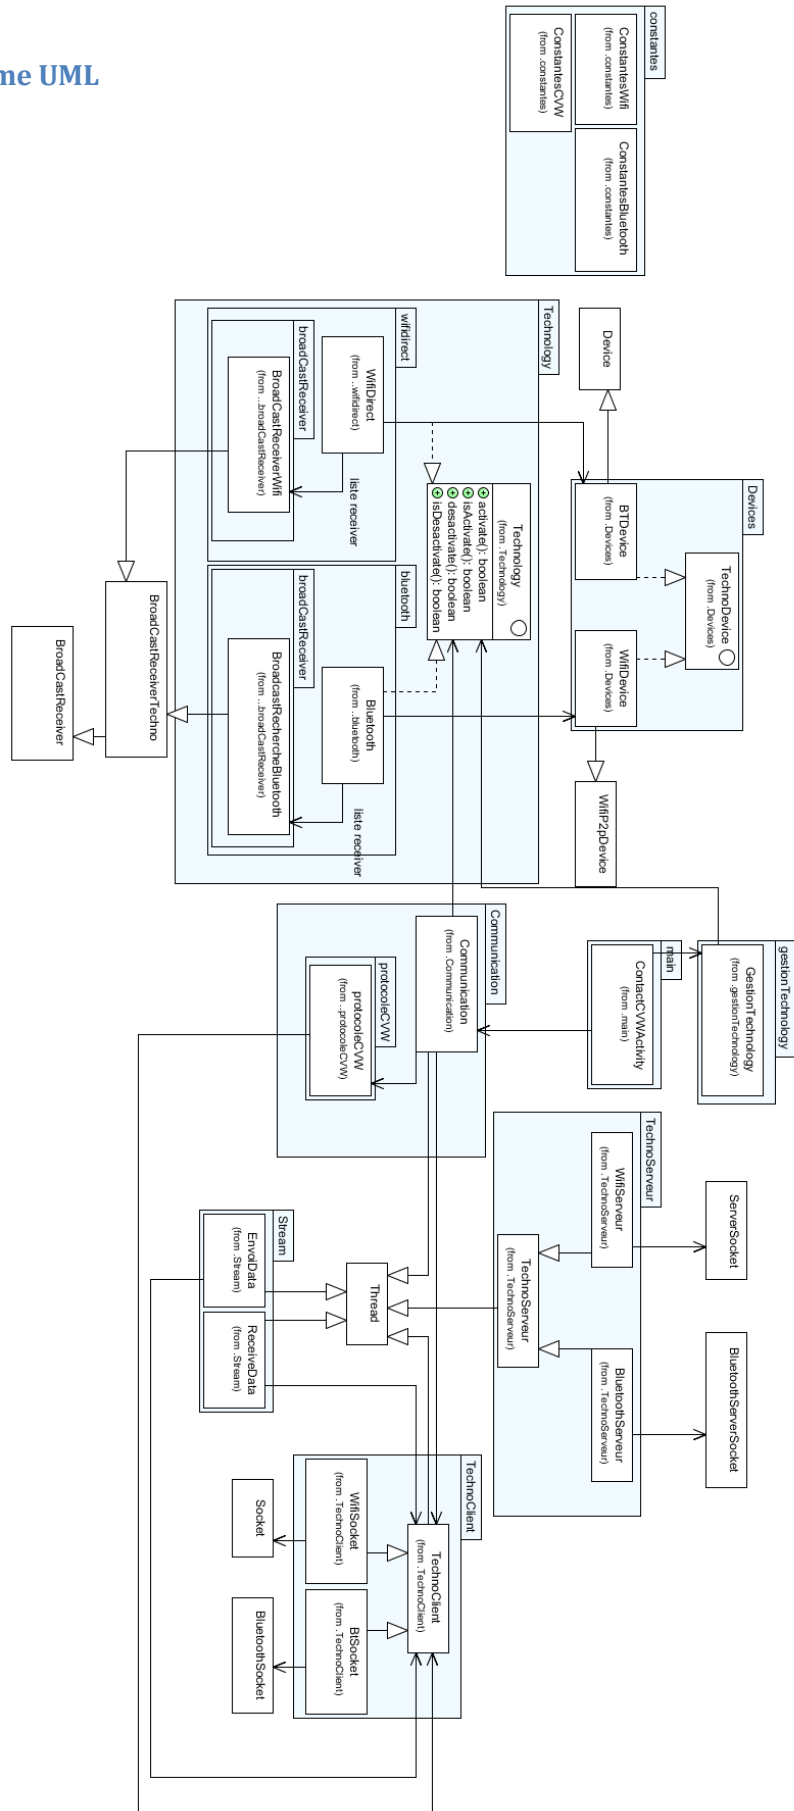 me UML
constantes
ConstantesWifi
(from .constantes)
ConstantesBluetooth
(from .constantes)
ConstantesCVW
(from .constantes)
Device
Devices
TechnoDevice
(from .Devices)
BTDevice
(from .Devices)
WifiDevice
(from .Devices)
WifiP2pDevice
Technology
Technology
(from .Technology)
activate(): boolean
isActivate(): boolean
desactivate(): boolean
isDesactivate(): boolean
wifidirect
WifiDirect
(from ..wifidirect)
liste receiver
broadCastReceiver
BroadCastReceiverWifi
(from ...broadCastReceiver)
bluetooth
Bluetooth
(from ..bluetooth)
liste receiver
broadCastReceiver
BroadcastRechercheBluetooth
(from ...broadCastReceiver)
BroadCastReceiverTechno
BroadCastReceiver
gestionTechnology
GestionTechnology
(from .gestionTechnology)
main
ContactCVWActivity
(from .main)
Communication
Communication
(from .Communication)
protocoleCVW
protocoleCVW
(from ..protocoleCVW)
ServerSocket
BluetoothServerSocket
TechnoServeur
WifiServeur
(from .TechnoServeur)
BluetoothServeur
(from .TechnoServeur)
TechnoServeur
(from .TechnoServeur)
Thread
Stream
EnvoiData
(from .Stream)
ReceiveData
(from .Stream)
TechnoClient
TechnoClient
(from .TechnoClient)
WifiSocket
(from .TechnoClient)
BtSocket
(from .TechnoClient)
Socket
BluetoothSocket